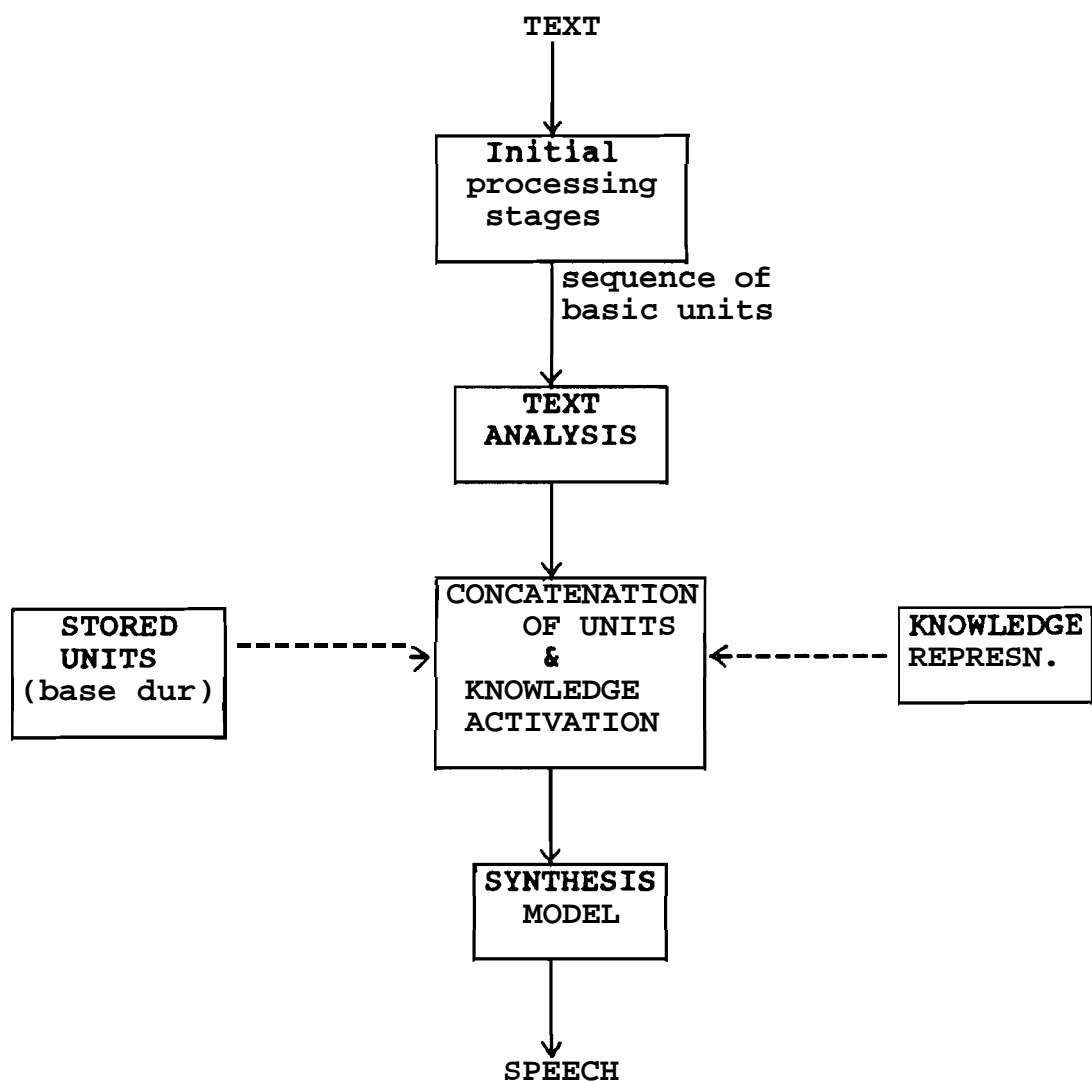 TEXT
Initial
processing
stages
sequence of
basic units
TEXT
ANALYSIS
STORED
UNITS
(base dur)
CONCATENATION
OF UNITS
&
KNOWLEDGE
ACTIVATION
KNOWLEDGE
REPRESN.
SYNTHESIS
MODEL
SPEECH